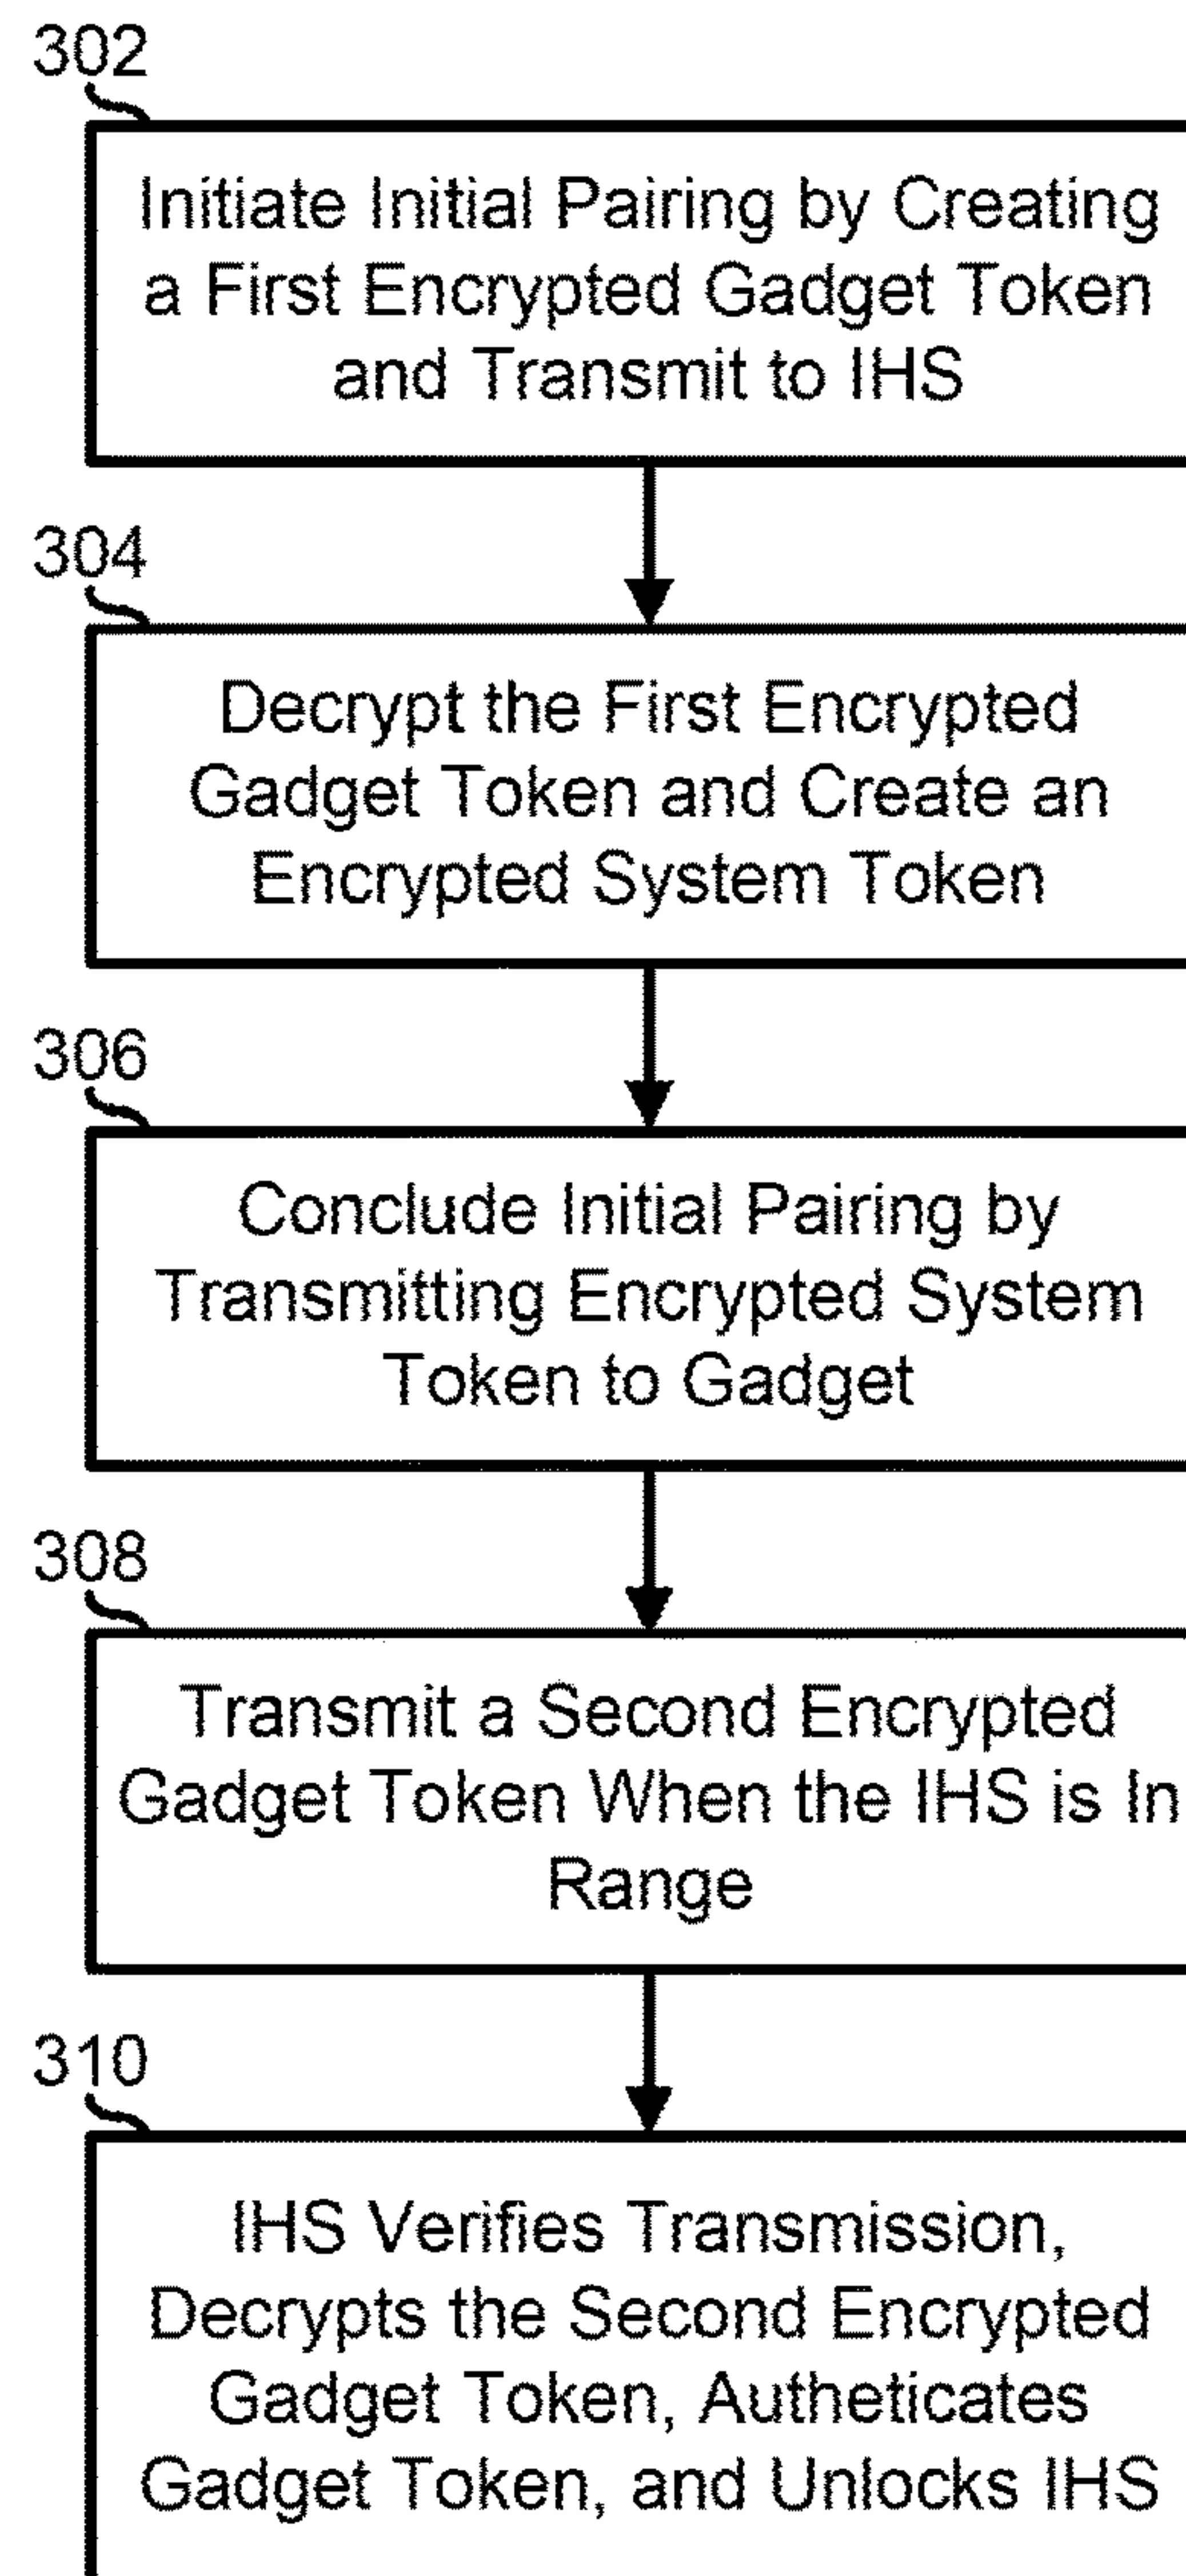 302
Initiate Initial Pairing by Creating
a First Encrypted Gadget Token
and Transmit to IHS
304
Decrypt the First Encrypted
Gadget Token and Create an
Encrypted System Token
306
Conclude Initial Pairing by
Transmitting Encrypted System
Token to Gadget
308
Transmit a Second Encrypted
Gadget Token When the IHS is In
Range
310
IHS Verifies Transmission,
Decrypts the Second Encrypted
Gadget Token, Autheticates
Gadget Token, and Unlocks IHS